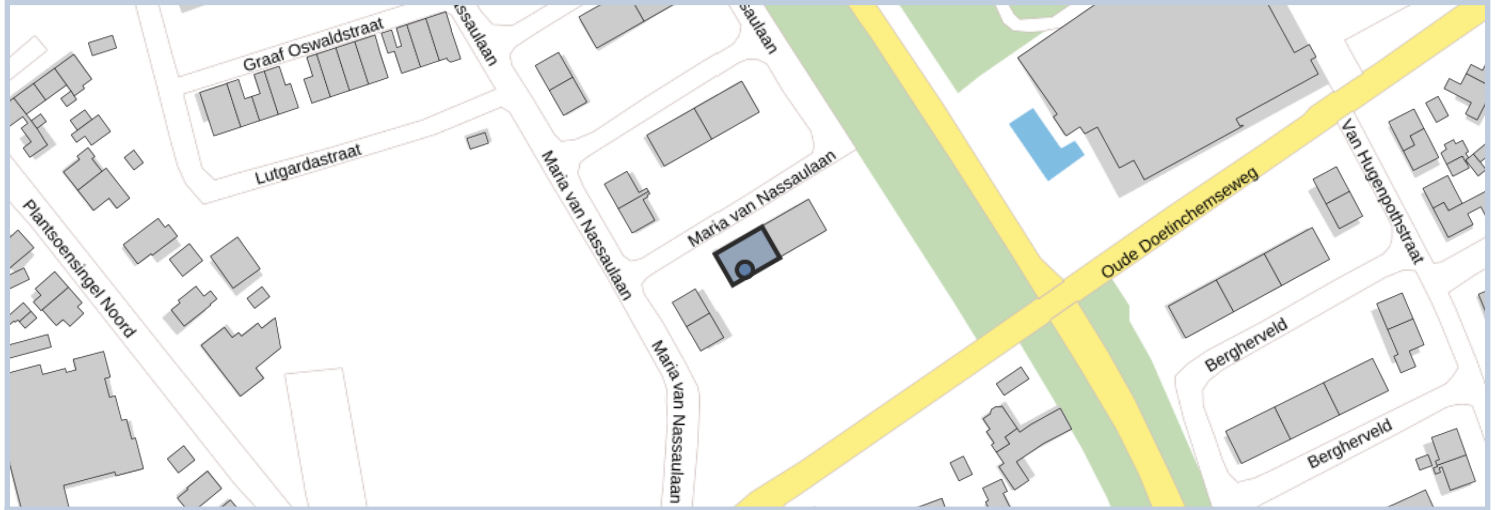 Graaf Oswaldstraat
ssaulaan
saulaan
Lutgardastraat
Maria van Nassaulaan
Maria van Nassaulaan
Van Hugenpothstraat
Oude Doetinchemseweg
Plantsoensingel Noord
Maria van Nassaulaan
Bergherveld
Bergherveld